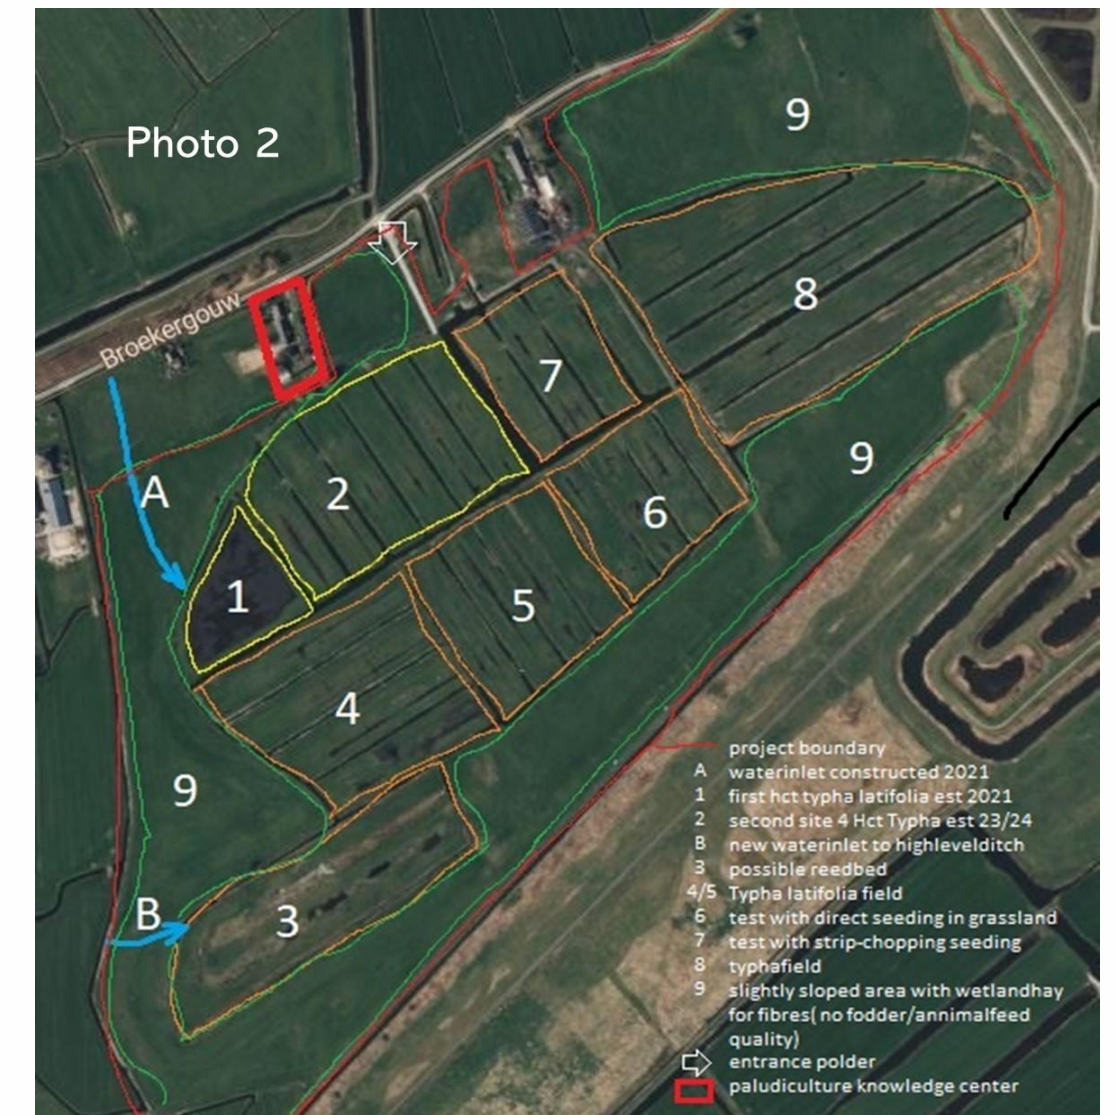 Photo 2
9
8
Broekergouw
7
A
2
9
6
1
5
4
9
B
3
project boundary
A waterinlet constructed 2021
1 first hct typha latifolia est 2021
2 second site 4 Hct Typha est 23/24
B new waterinlet to highlevelditch
3 possible reedbed
4/5 Typha latifolia field
6 test with direct seeding in grassland
7 test with strip-chopping seeding
8 typhafield
9 slightly sloped area with wetlandhay
for fibres( no fodder/annimalfeed
quality)
entrance polder
paludiculture knowledge center